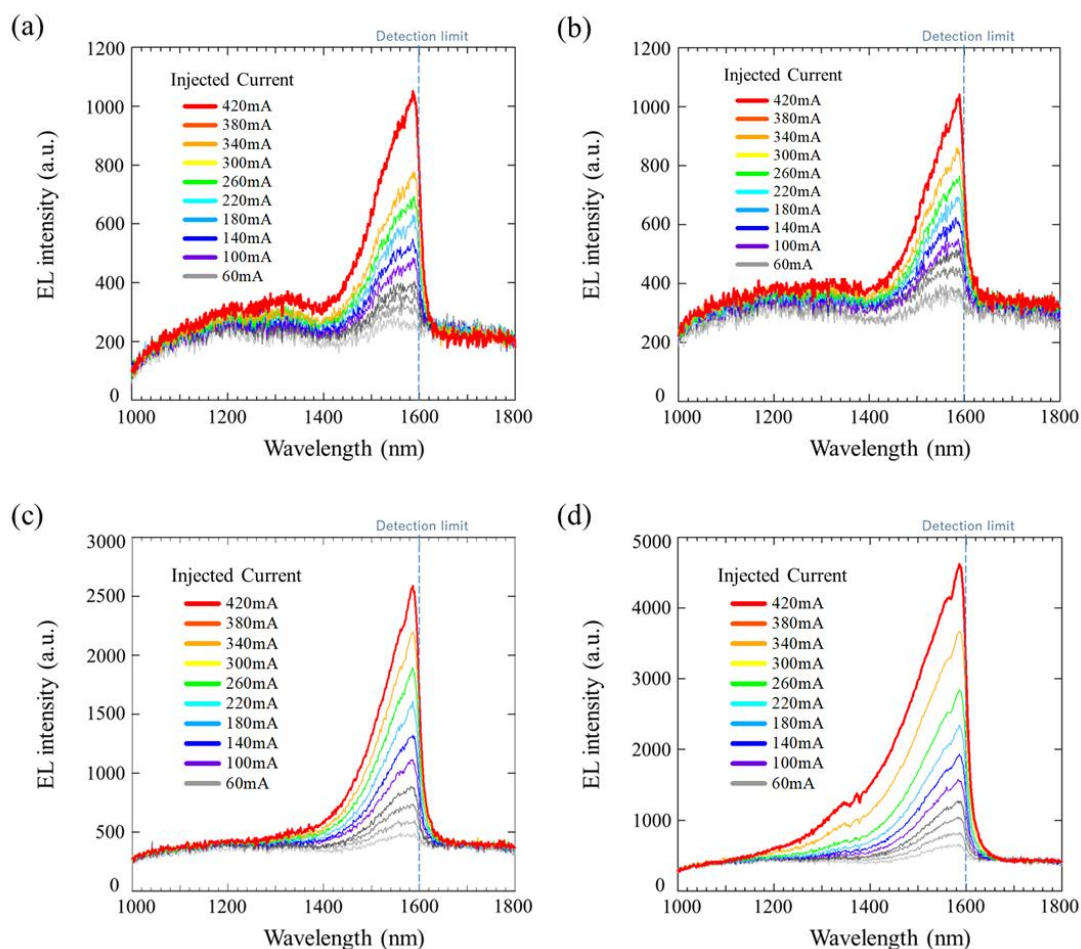 (a)
Detection limit
1200
1000
800
600
400
200
0
EL intensity (a.u.)
Injected Current
420mA
380mA
340mA
300mA
260mA
220mA
180mA
140mA
100mA
60mA
1000 1200 1400 1600 1800
Wavelength (nm)
(b)
Detection limit
1200
1000
800
600
400
200
0
EL intensity (a.u.)
Injected Current
420mA
380mA
340mA
300mA
260mA
220mA
180mA
140mA
100mA
60mA
1000 1200 1400 1600 1800
Wavelength (nm)
(c)
Detection limit
3000
2500
2000
1500
1000
500
0
EL intensity (a.u.)
Injected Current
420mA
380mA
340mA
300mA
260mA
220mA
180mA
140mA
100mA
60mA
1000 1200 1400 1600 1800
Wavelength (nm)
(d)
Detection limit
5000
4000
3000
2000
1000
0
EL intensity (a.u.)
Injected Current
420mA
380mA
340mA
300mA
260mA
220mA
180mA
140mA
100mA
60mA
1000 1200 1400 1600 1800
Wavelength (nm)